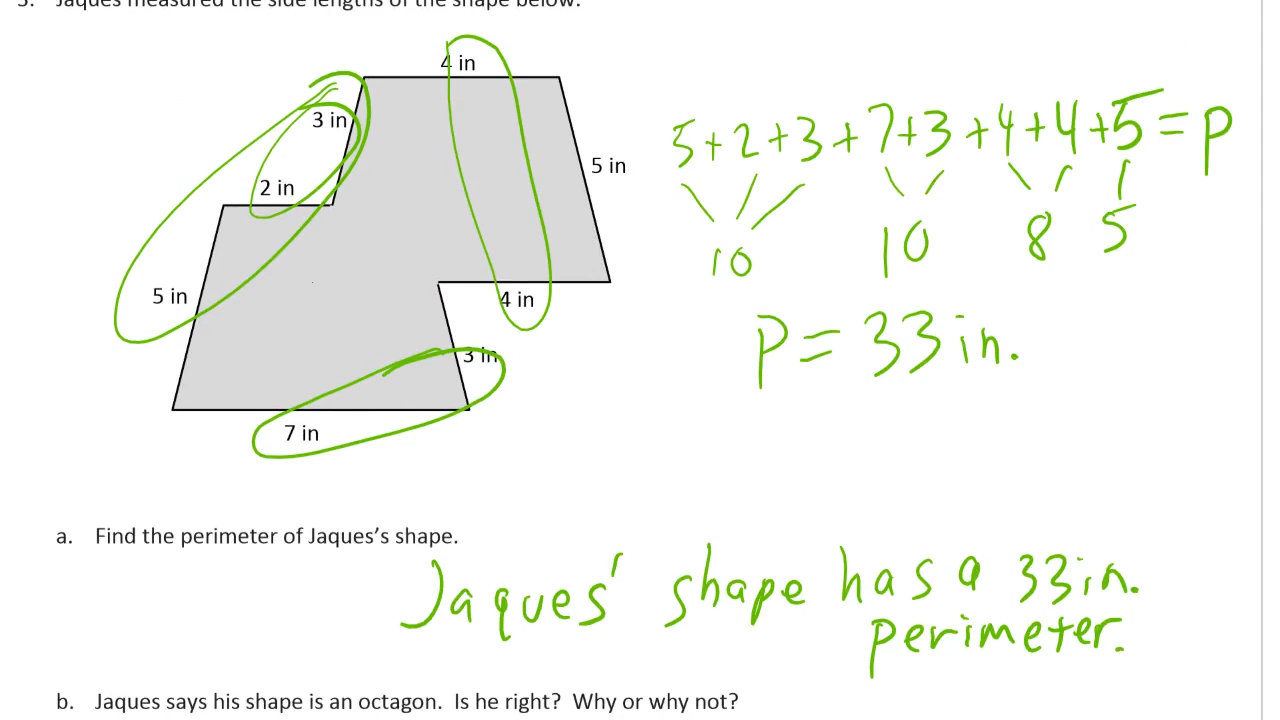 3. Jaques measured the side lengths of the shape below.
4 in
3 in
5 in
2 in
5 in
4 in
3 in
7 in
5+2+3+7+3+4+4+5=P
10 10 8 5
P=33 in.
a. Find the perimeter of Jaques’s shape.
Jaques' shape has a 33in.
perimeter.
b. Jaques says his shape is an octagon. Is he right? Why or why not?